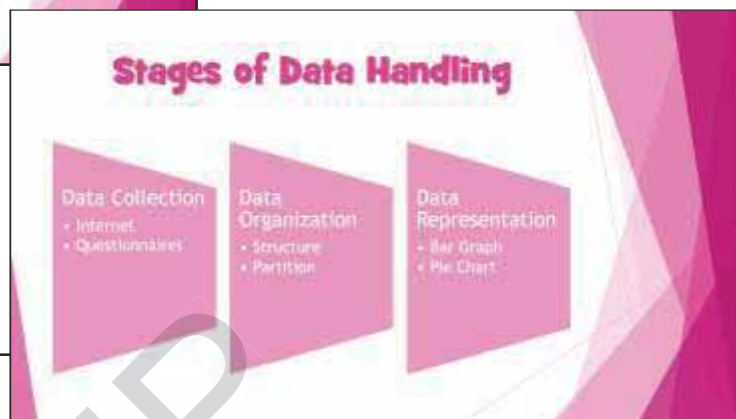 Stages of Data Handling
Data Collection
• Internet
• Questionnaires
Data
Organization
• Structure
• Partition
Data
Representation
• Bar Graph
• Pie Chart